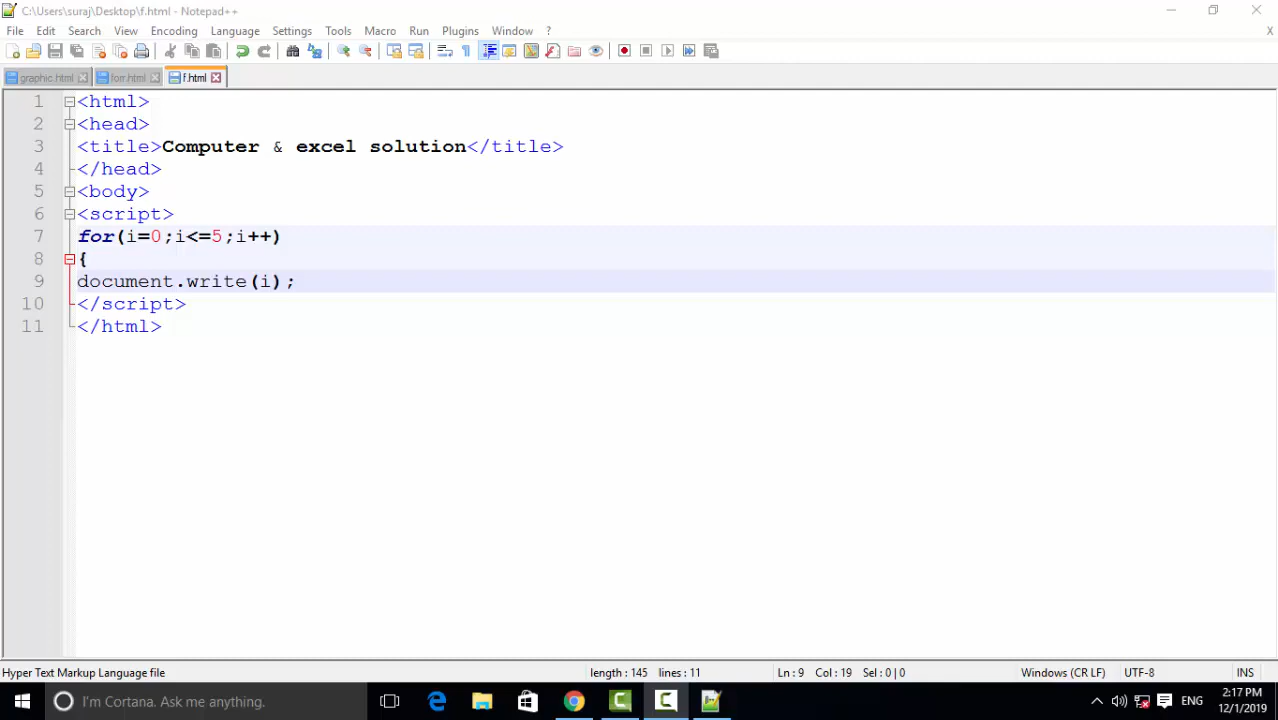 C:\Users\suraj\Desktop\f.html - Notepad++
File Edit Search View Encoding Language Settings Tools Macro Run Plugins Window ? X
graphic.html forr.html f.html
1 <html>
2 <head>
3 <title>Computer & excel solution</title>
4 </head>
5 <body>
6 <script>
7 for(i=0;i<=5;i++)
8 {
9 document.write(i);
10 </script>
11 </html>
Hyper Text Markup Language file length : 145 lines : 11 Ln : 9 Col : 19 Sel : 0 | 0 Windows (CR LF) UTF-8 INS
I'm Cortana. Ask me anything. ENG 2:17 PM
12/1/2019